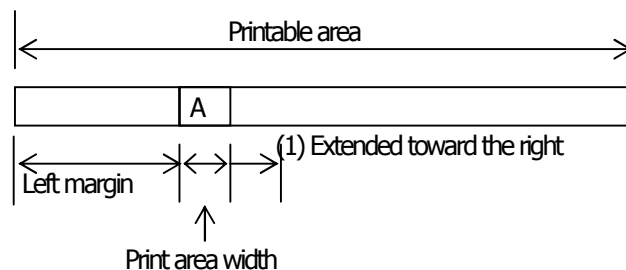 Printable area
A
(1) Extended toward the right
Left margin
Print area width